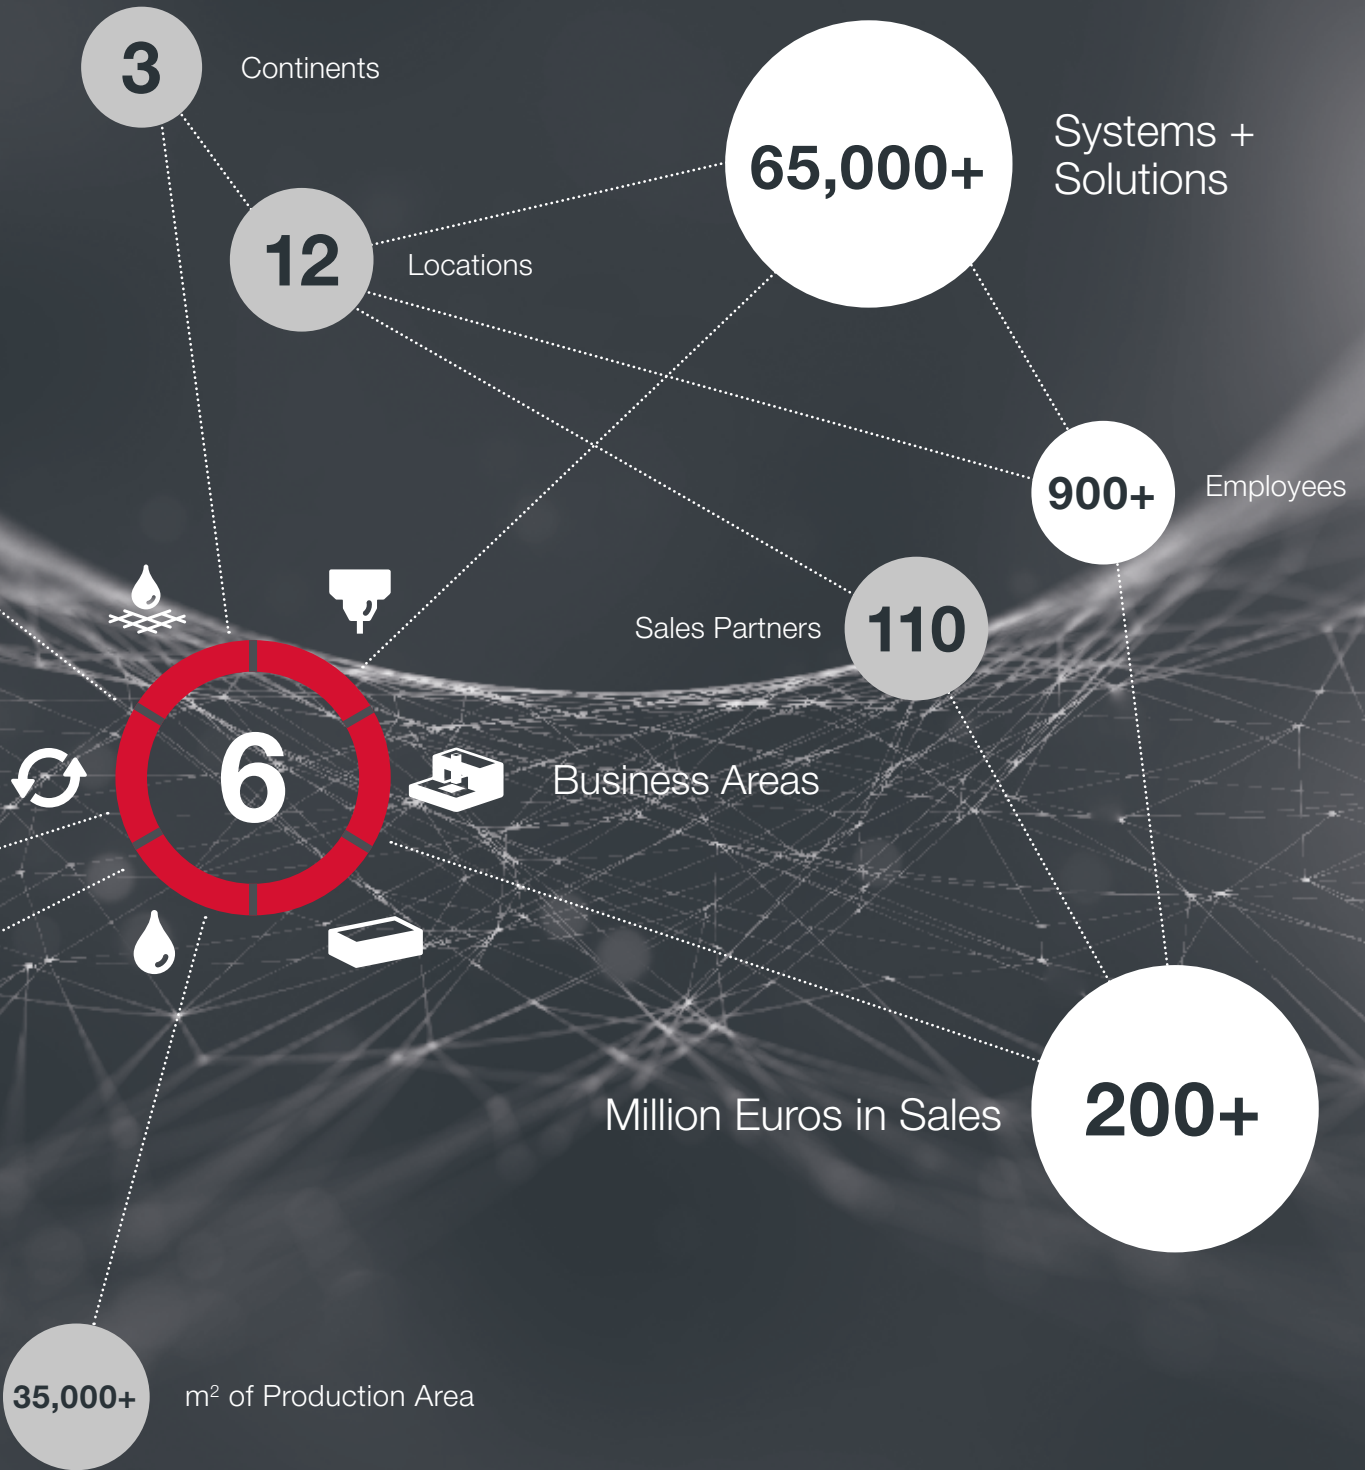 3
Continents
65,000+
Systems +
Solutions
12
Locations
900+
Employees
Sales Partners
110
6
Business Areas
Million Euros in Sales
200+
35,000+
m² of Production Area